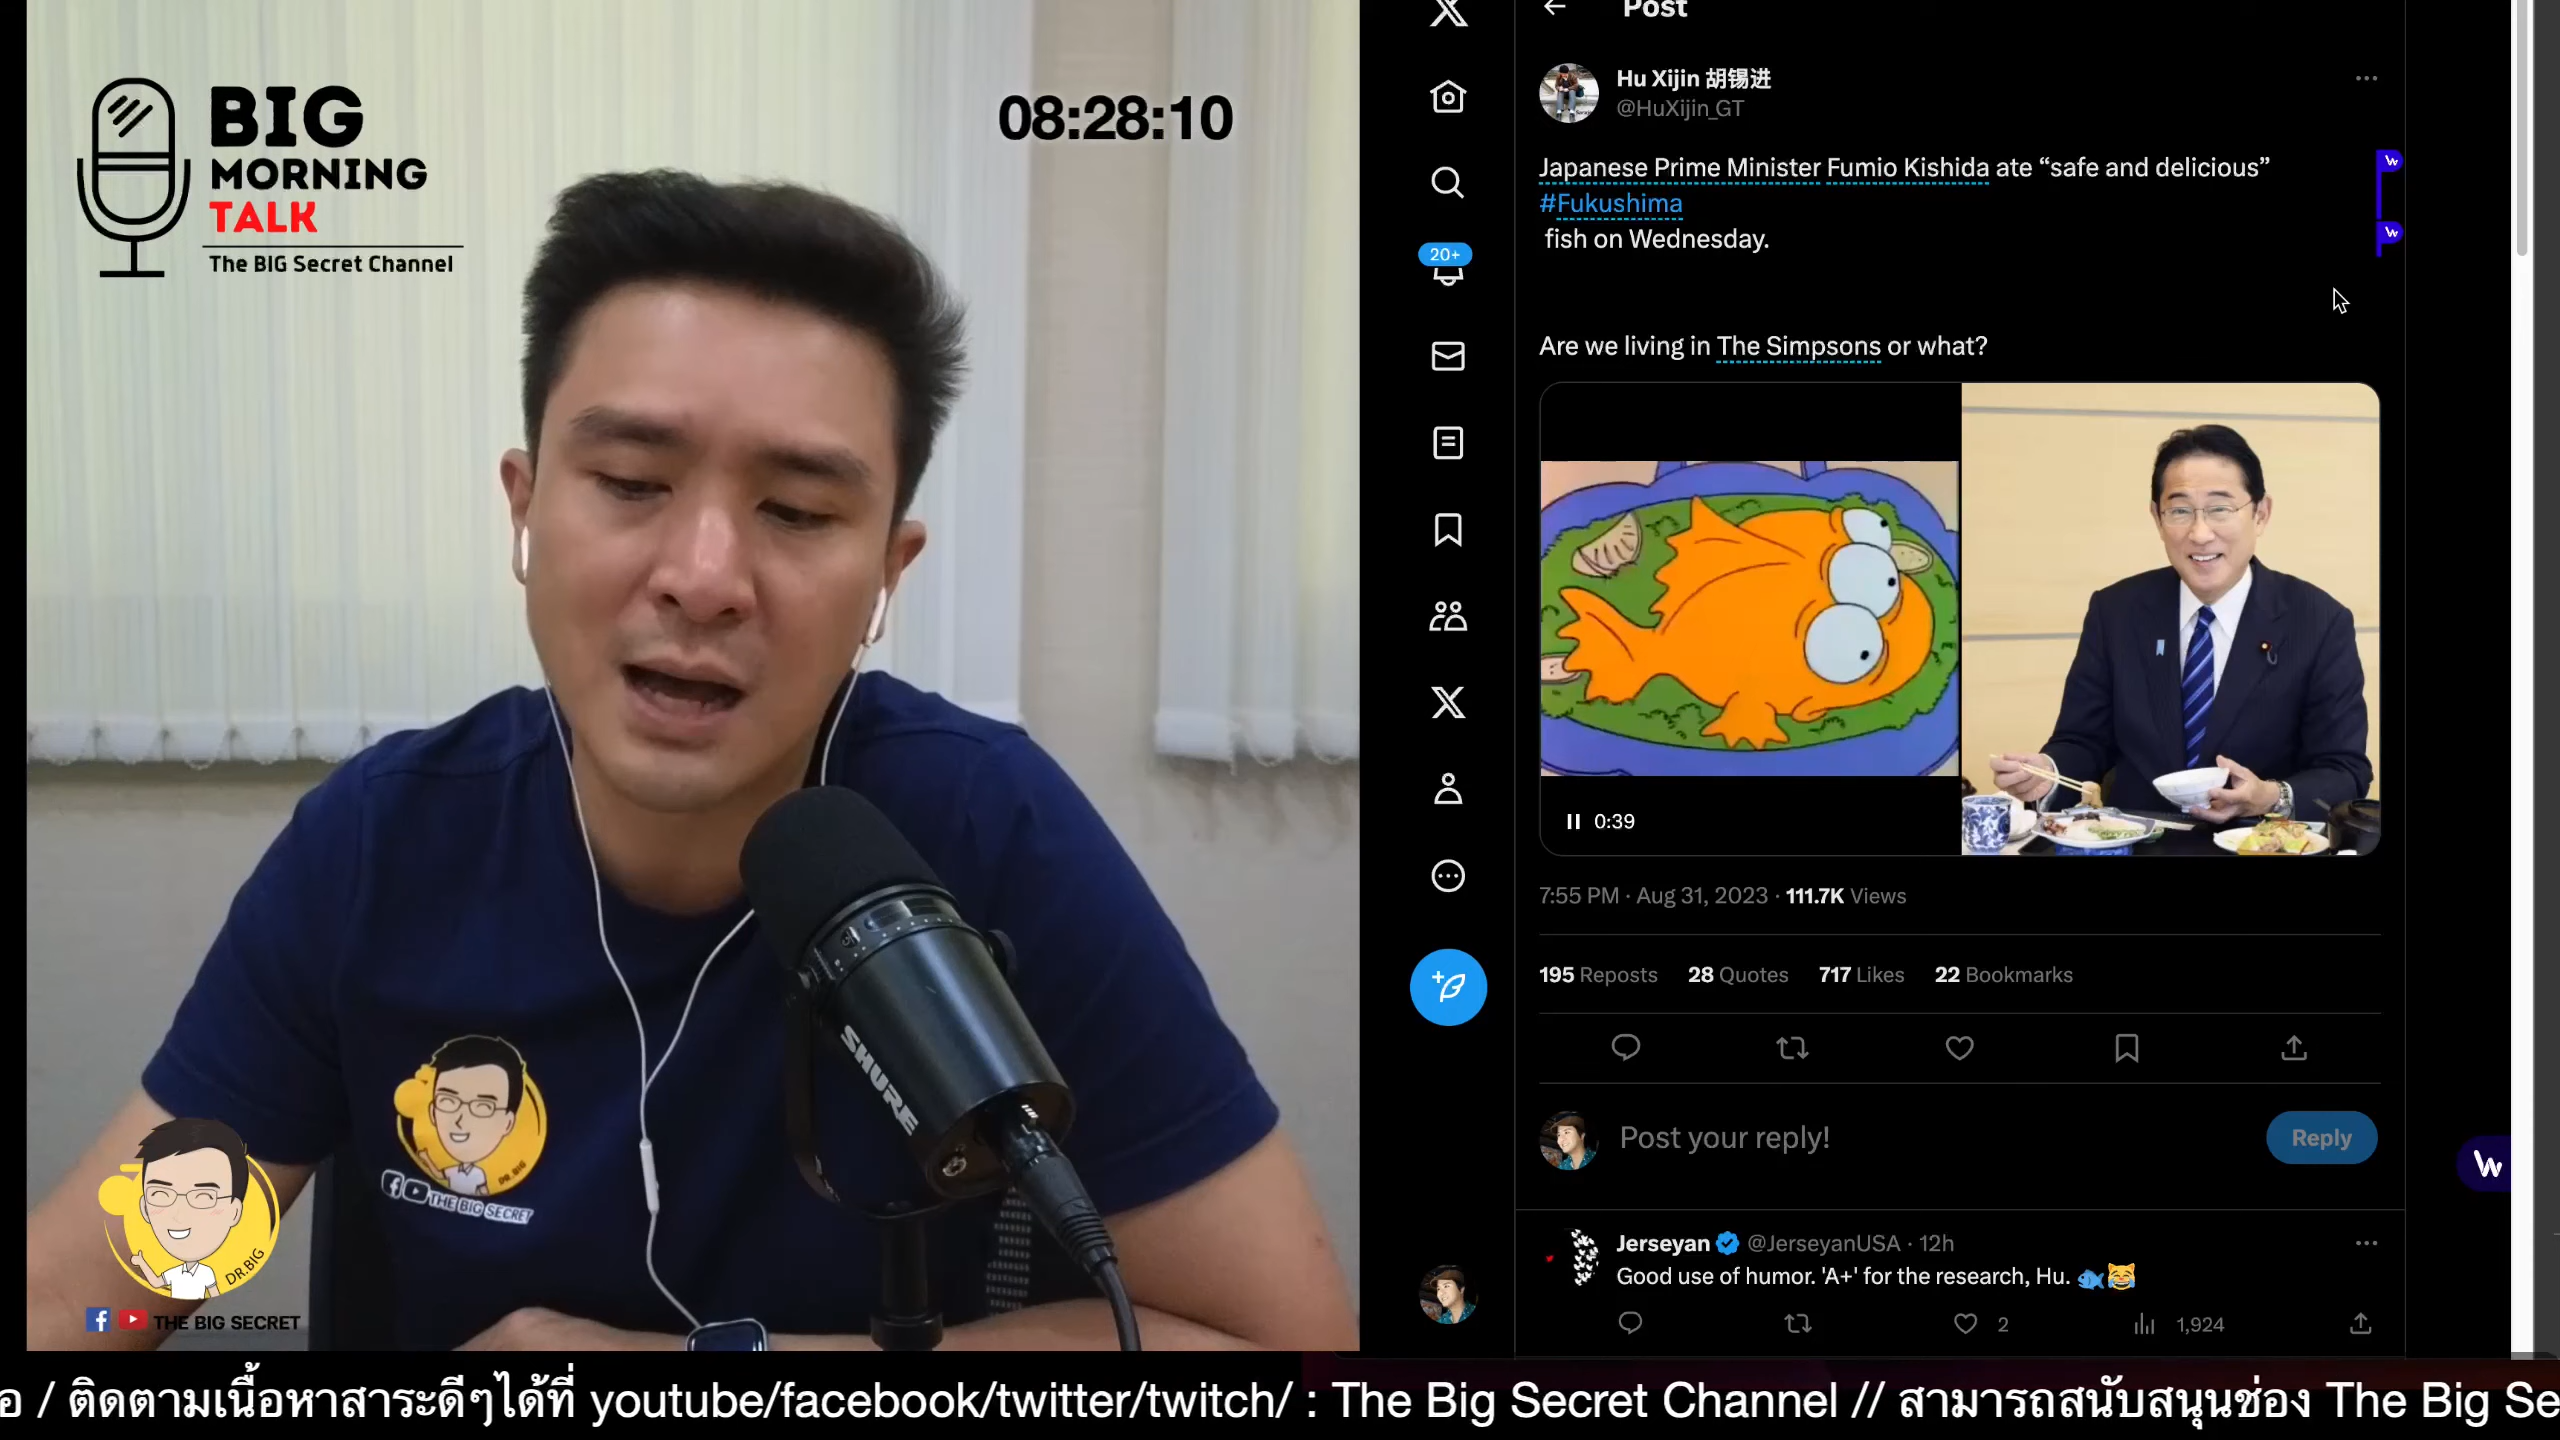 BIG
MORNING
TALK
The BIG Secret Channel
08:28:10
SHURE
DR.BIG
THE BIG SECRET
DR.BIG
THE BIG SECRET
Post
Hu Xijin 胡锡进
@HuXijin_GT
Japanese Prime Minister Fumio Kishida ate “safe and delicious”
#Fukushima
fish on Wednesday.
20+
Are we living in The Simpsons or what?
0:39
7:55 PM · Aug 31, 2023 · 111.7K Views
195 Reposts 28 Quotes 717 Likes 22 Bookmarks
Post your reply!
Reply
Jerseyan @JerseyanUSA · 12h
Good use of humor. 'A+' for the research, Hu. 🐟😹
2 1,924
อ / ติดตามเนื้อหาสาระดีๆได้ที่ youtube/facebook/twitter/twitch/ : The Big Secret Channel // สามารถสนับสนุนช่อง The Big Se